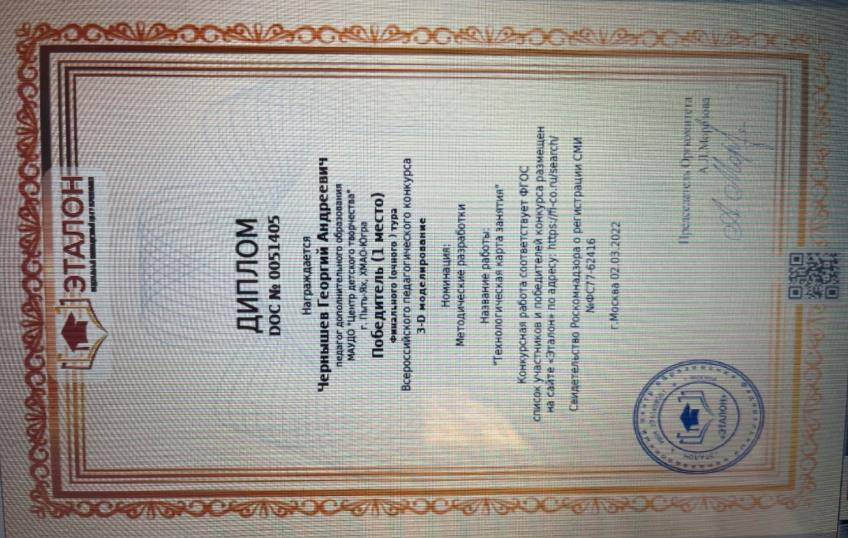 ЭТАЛОН
ДИПЛОМ
DOC № 0051405
Награждается
Чернышев Георгий Андреевич
педагог дополнительного образования
МАУДО "Центр детского творчества"
г. Пыть-Ях, ХМАО-Югра
Победитель (1 место)
Финального (очного) тура
Всероссийского педагогического конкурса
3-D моделирование
Номинация:
Методические разработки
Название работы:
"Технологическая карта занятия"
Конкурсная работа соответствует ФГОС
список участников и победителей конкурса размещен
на сайте «Эталон» по адресу: https://fl-co.ru/search/
Свидетельство Роскомнадзора о регистрации СМИ
№ФС77-62416
г.Москва 02.03.2022
Председатель Оргкомитета
«ЭТАЛОН»